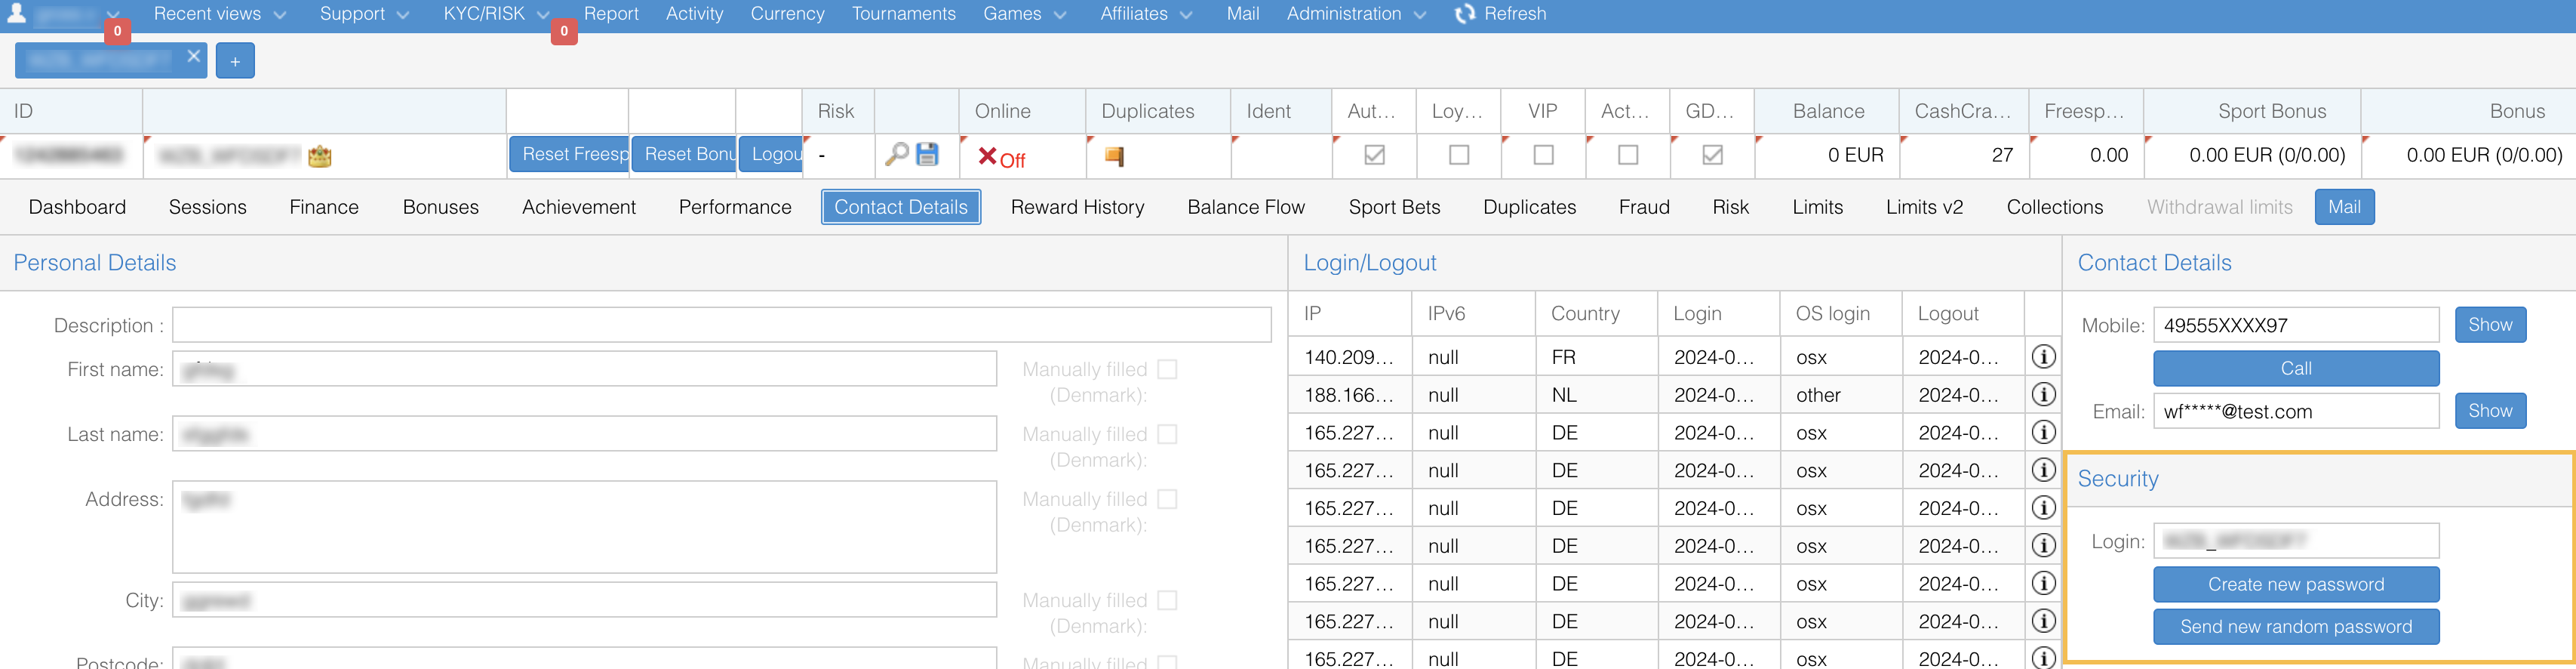 Recent views Support KYC/RISK Report Activity Currency Tournaments Games Affiliates Mail Administration Refresh
0 0
+
ID Risk Online Duplicates Ident Aut... Loy... VIP Act... GD... Balance CashCra... Freesp... Sport Bonus Bonus
Reset Freesp Reset Bonu Logou - Off 0 EUR 27 0.00 0.00 EUR (0/0.00) 0.00 EUR (0/0.00)
Dashboard Sessions Finance Bonuses Achievement Performance Contact Details Reward History Balance Flow Sport Bets Duplicates Fraud Risk Limits Limits v2 Collections Withdrawal limits Mail
Personal Details
Description :
First name: Manually filled
(Denmark):
Last name: Manually filled
(Denmark):
Address: Manually filled
(Denmark):
City: Manually filled
(Denmark):
Postcode: Manually filled
Login/Logout
IP IPv6 Country Login OS login Logout
140.209... null FR 2024-0... osx 2024-0...
188.166... null NL 2024-0... other 2024-0...
165.227... null DE 2024-0... osx 2024-0...
165.227... null DE 2024-0... osx 2024-0...
165.227... null DE 2024-0... osx 2024-0...
165.227... null DE 2024-0... osx 2024-0...
165.227... null DE 2024-0... osx 2024-0...
165.227... null DE 2024-0... osx 2024-0...
165.227... null DE 2024-0... osx 2024-0...
Contact Details
Mobile: 49555XXXX97 Show
Call
Email: wf*****@test.com Show
Security
Login:
Create new password
Send new random password